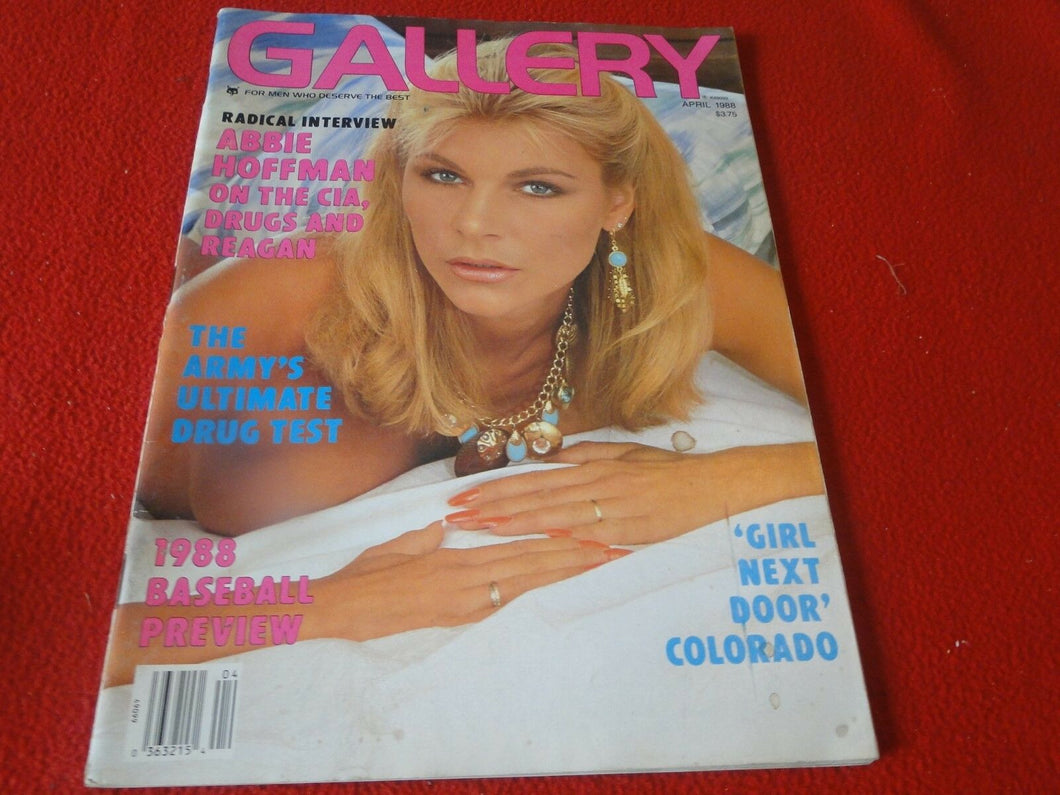 GALLERY
FOR MEN WHO DESERVE THE BEST
APRIL 1988
$3.75
RADICAL INTERVIEW
ABBIE
HOFFMAN
ON THE CIA,
DRUGS AND
REAGAN
THE
ARMY'S
ULTIMATE
DRUG TEST
1988
BASEBALL
PREVIEW
'GIRL
NEXT
DOOR'
COLORADO
04
66069
0 363215 4